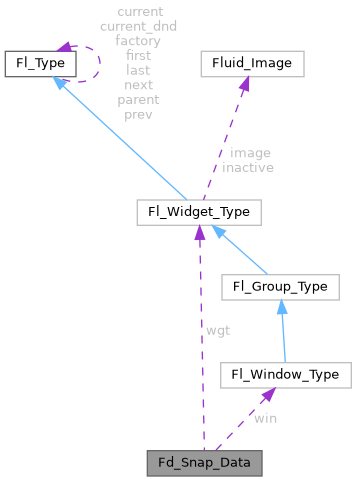 current
current_dnd
factory
first
last
next
parent
prev
Fl_Type
Fluid_Image
image
inactive
Fl_Widget_Type
Fl_Group_Type
wgt
Fl_Window_Type
win
Fd_Snap_Data